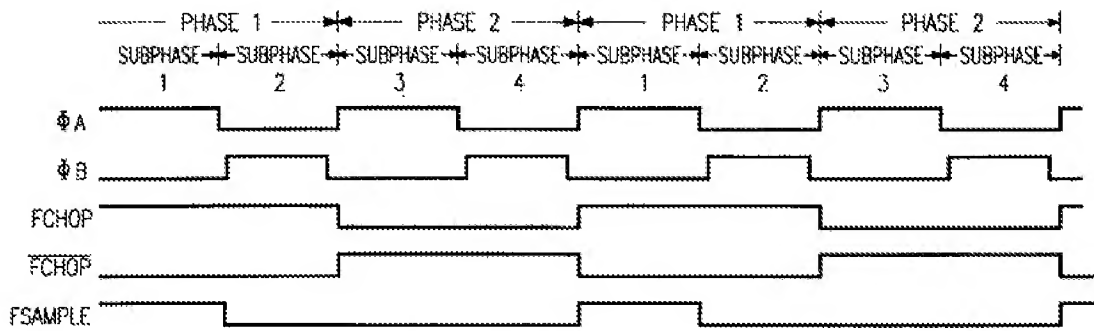 PHASE 1 PHASE 2 PHASE 1 PHASE 2
SUBPHASE SUBPHASE SUBPHASE SUBPHASE SUBPHASE SUBPHASE SUBPHASE SUBPHASE
1 2 3 4 1 2 3 4
ΦA
ΦB
FCHOP
FCHOP
FSAMPLE